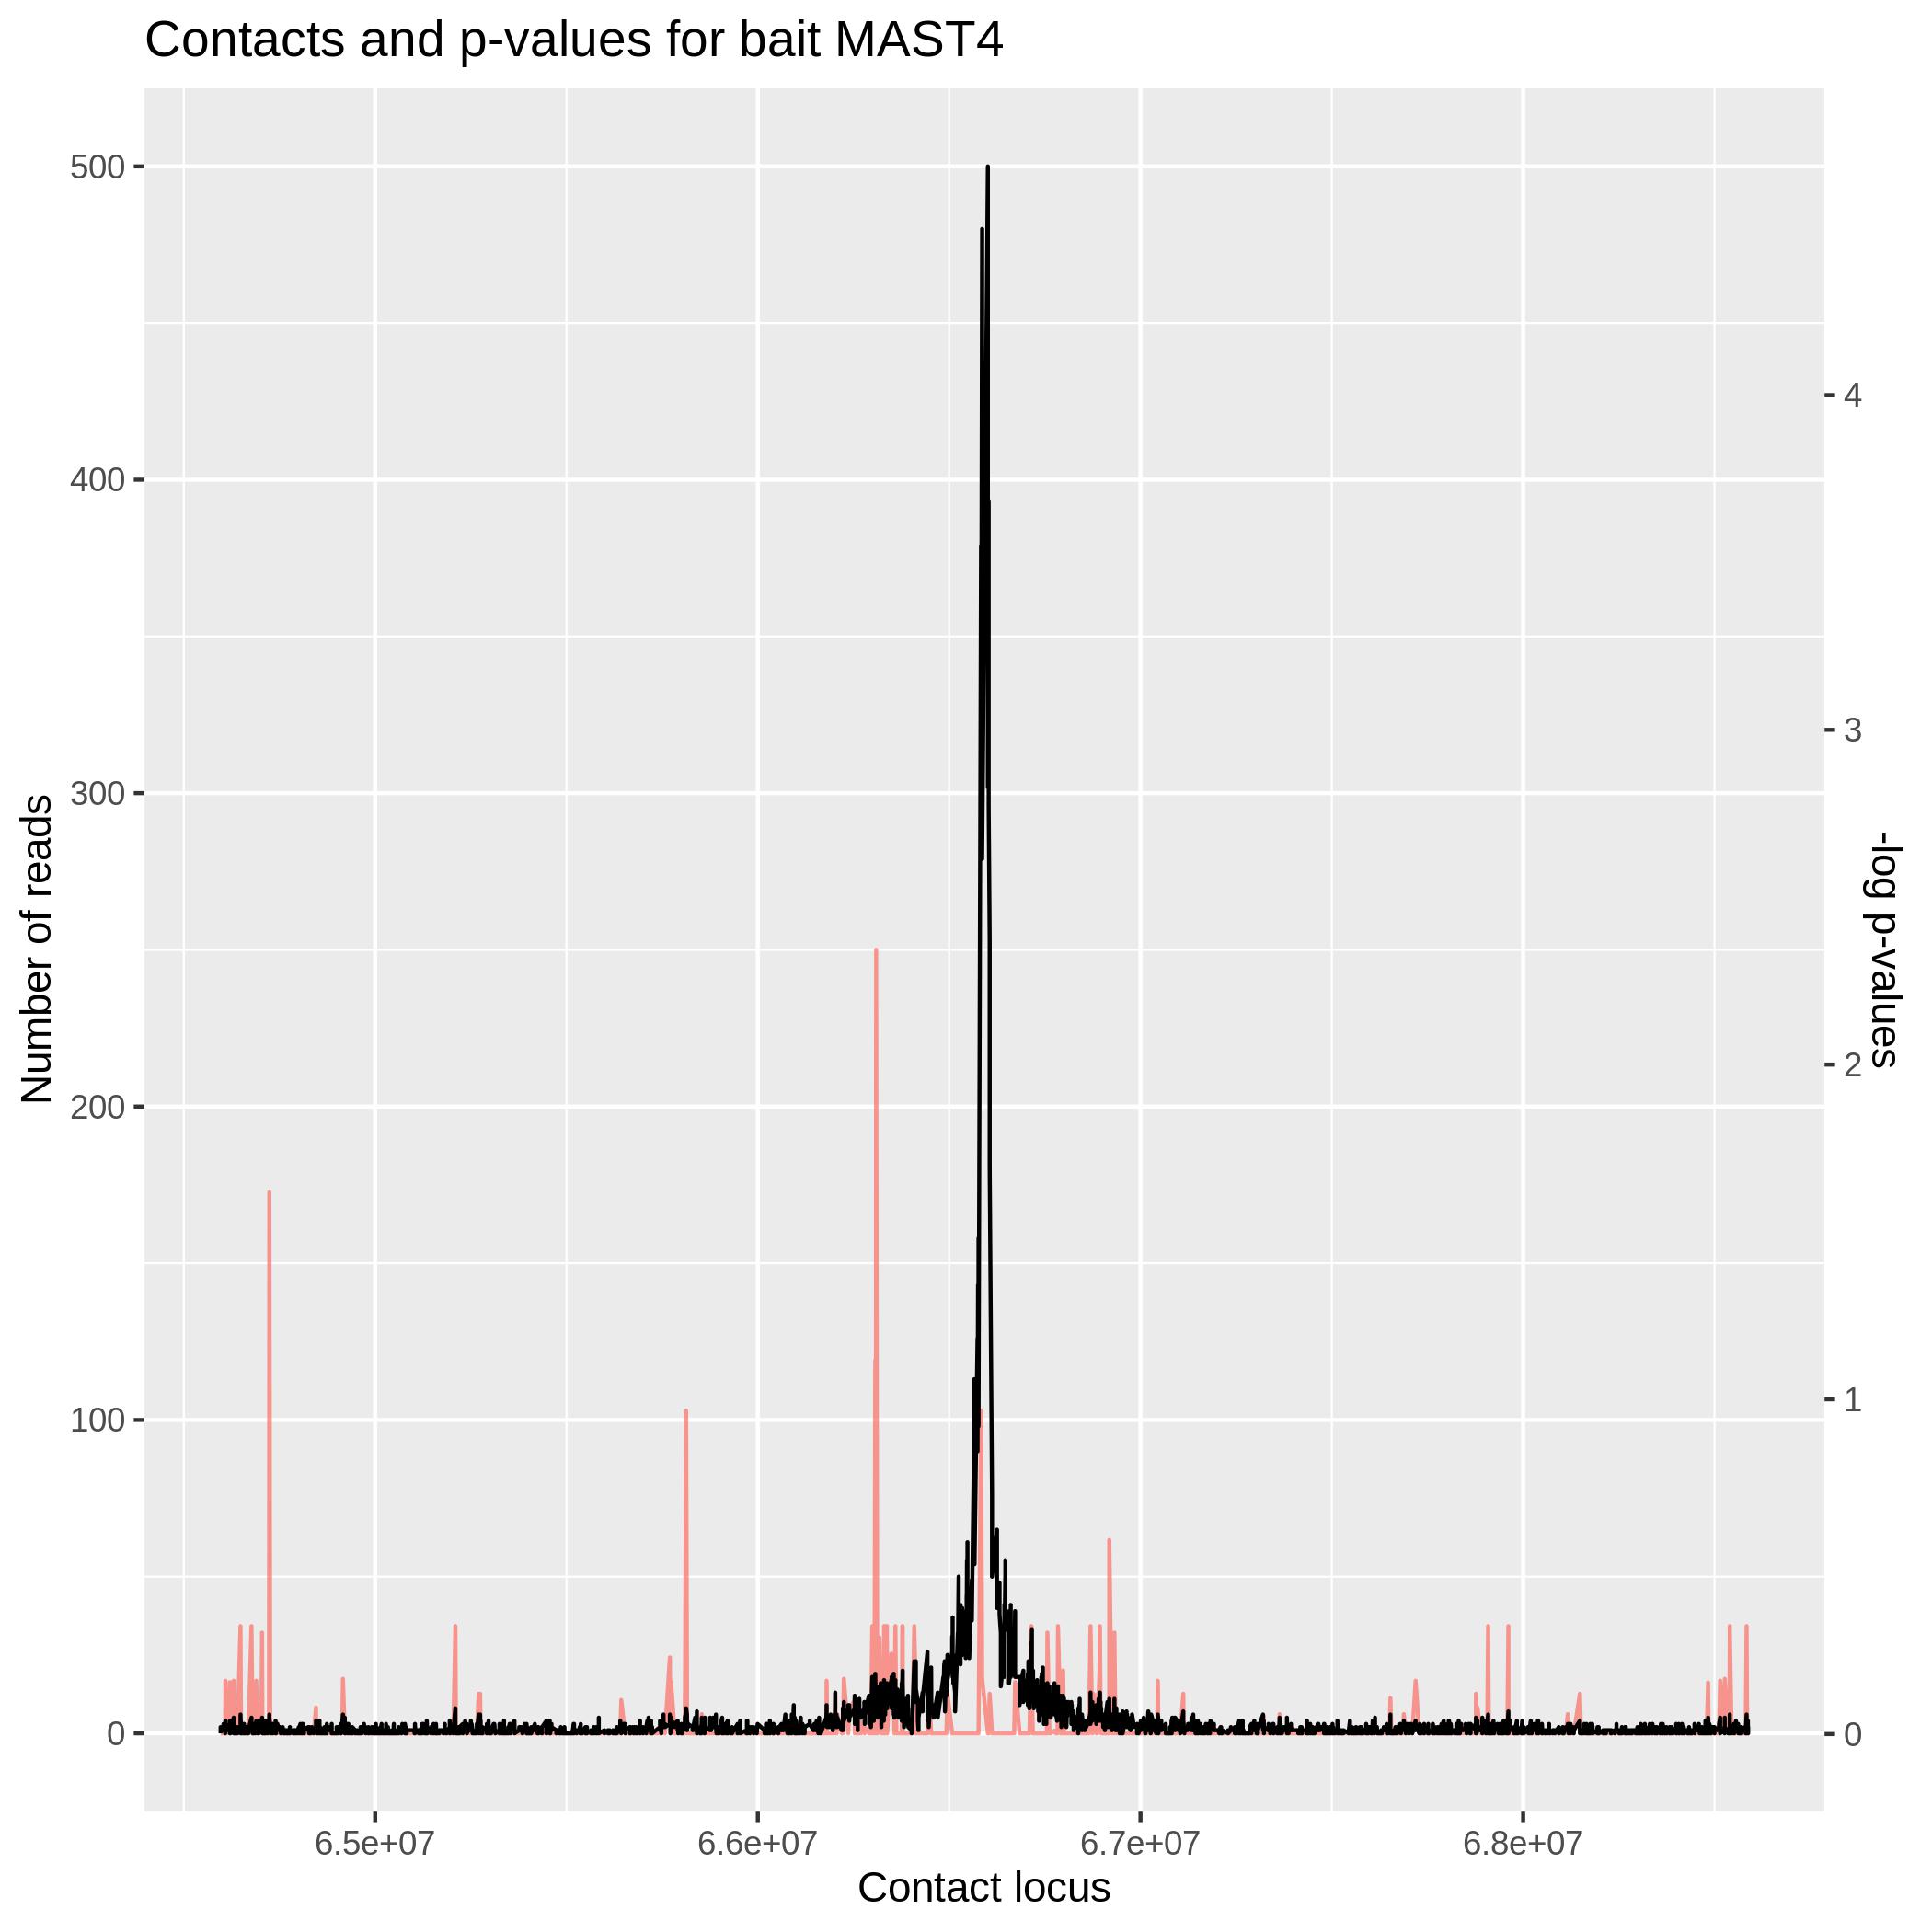 Contacts and p-values for bait MAST4
500
400
300
200
100
0
Number of reads
4
3
2
1
0
-log p-values
6.5e+07
6.6e+07
6.7e+07
6.8e+07
Contact locus